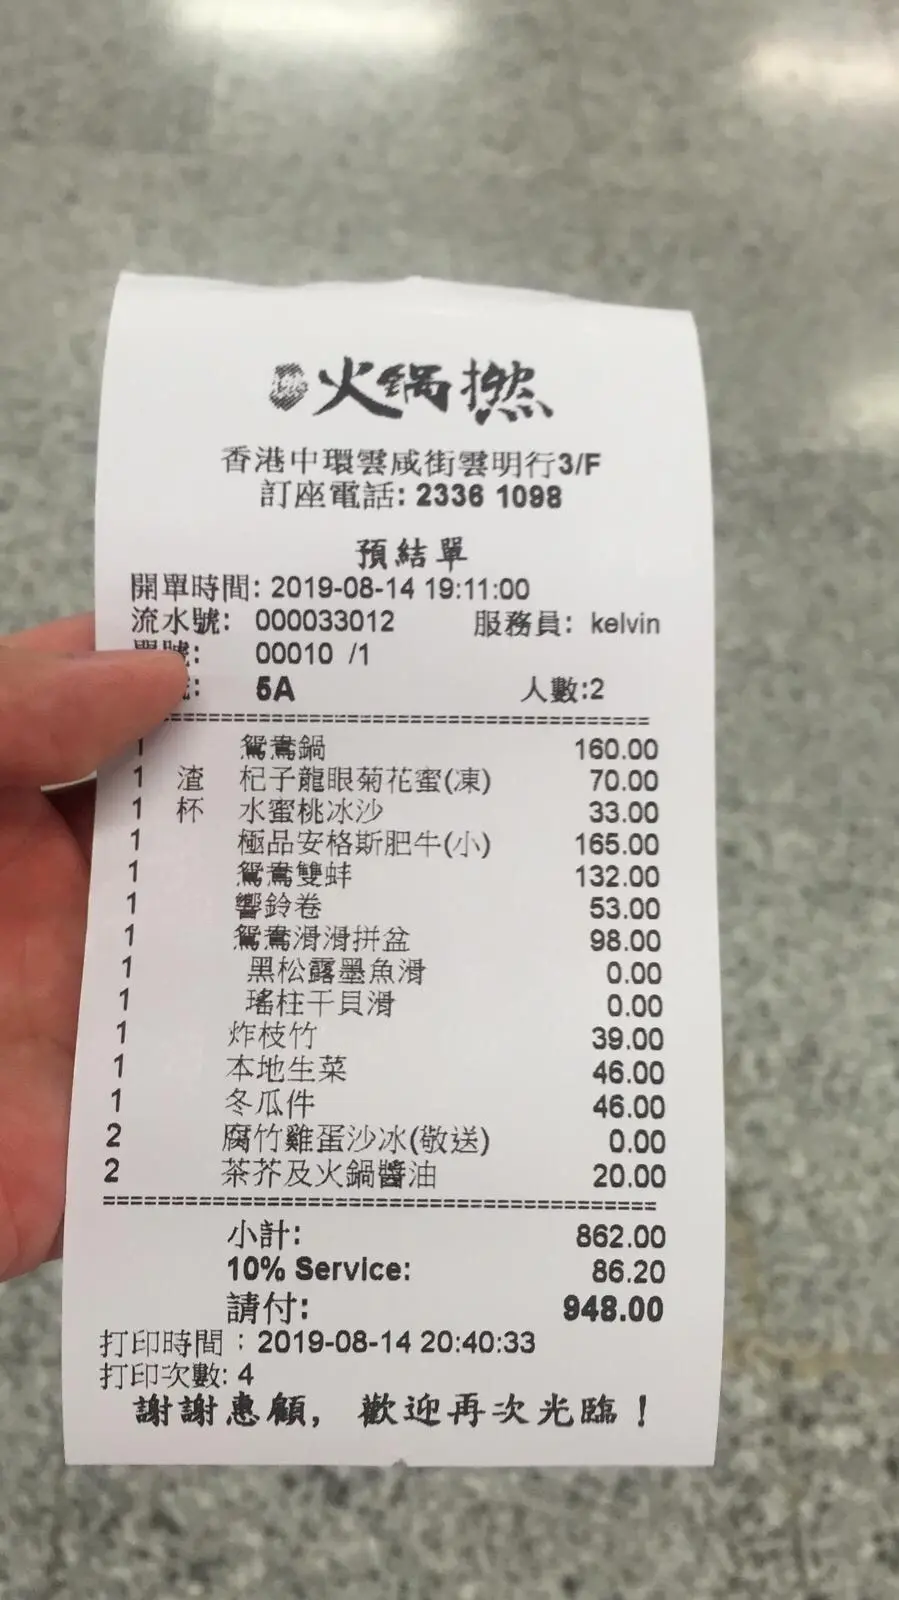 火鍋撚
香港中環雲咸街雲明行3/F
訂座電話: 2336 1098
預結單
開單時間: 2019-08-14 19:11:00
流水號: 000033012 服務員: kelvin
單號: 00010 /1
5A 人數:2
1 鴛鴦鍋 160.00
1 渣 杞子龍眼菊花蜜(凍) 70.00
1 杯 水蜜桃冰沙 33.00
1 極品安格斯肥牛(小) 165.00
1 鴛鴦雙蚌 132.00
1 響鈴卷 53.00
1 鴛鴦滑滑拼盆 98.00
1 黑松露墨魚滑 0.00
1 瑤柱干貝滑 0.00
1 炸枝竹 39.00
1 本地生菜 46.00
1 冬瓜件 46.00
2 腐竹雞蛋沙冰(敬送) 0.00
2 茶芥及火鍋醬油 20.00
小計: 862.00
10% Service: 86.20
請付: 948.00
打印時間：2019-08-14 20:40:33
打印次數: 4
謝謝惠顧, 歡迎再次光臨！